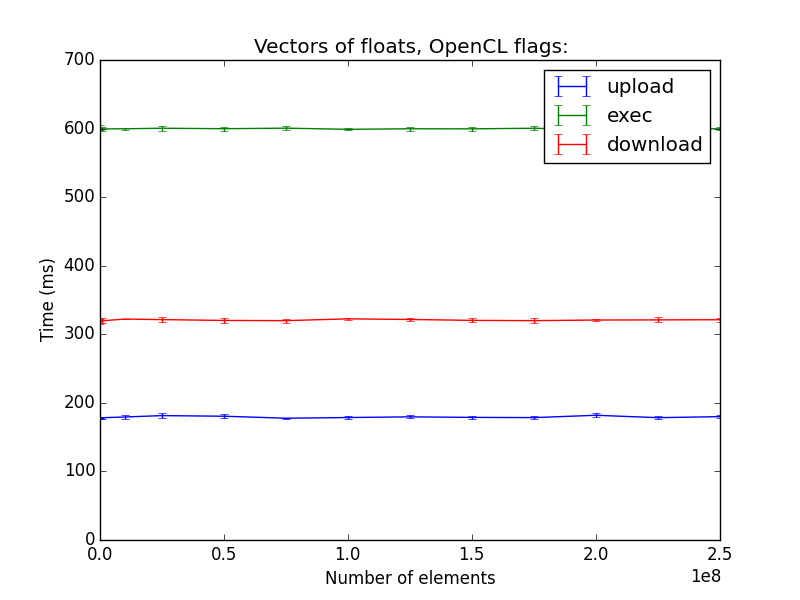 Vectors of floats, OpenCL flags:
700
600
500
400
300
200
100
0
Time (ms)
upload
exec
download
0.0 0.5 1.0 1.5 2.0 2.5
1e8
Number of elements